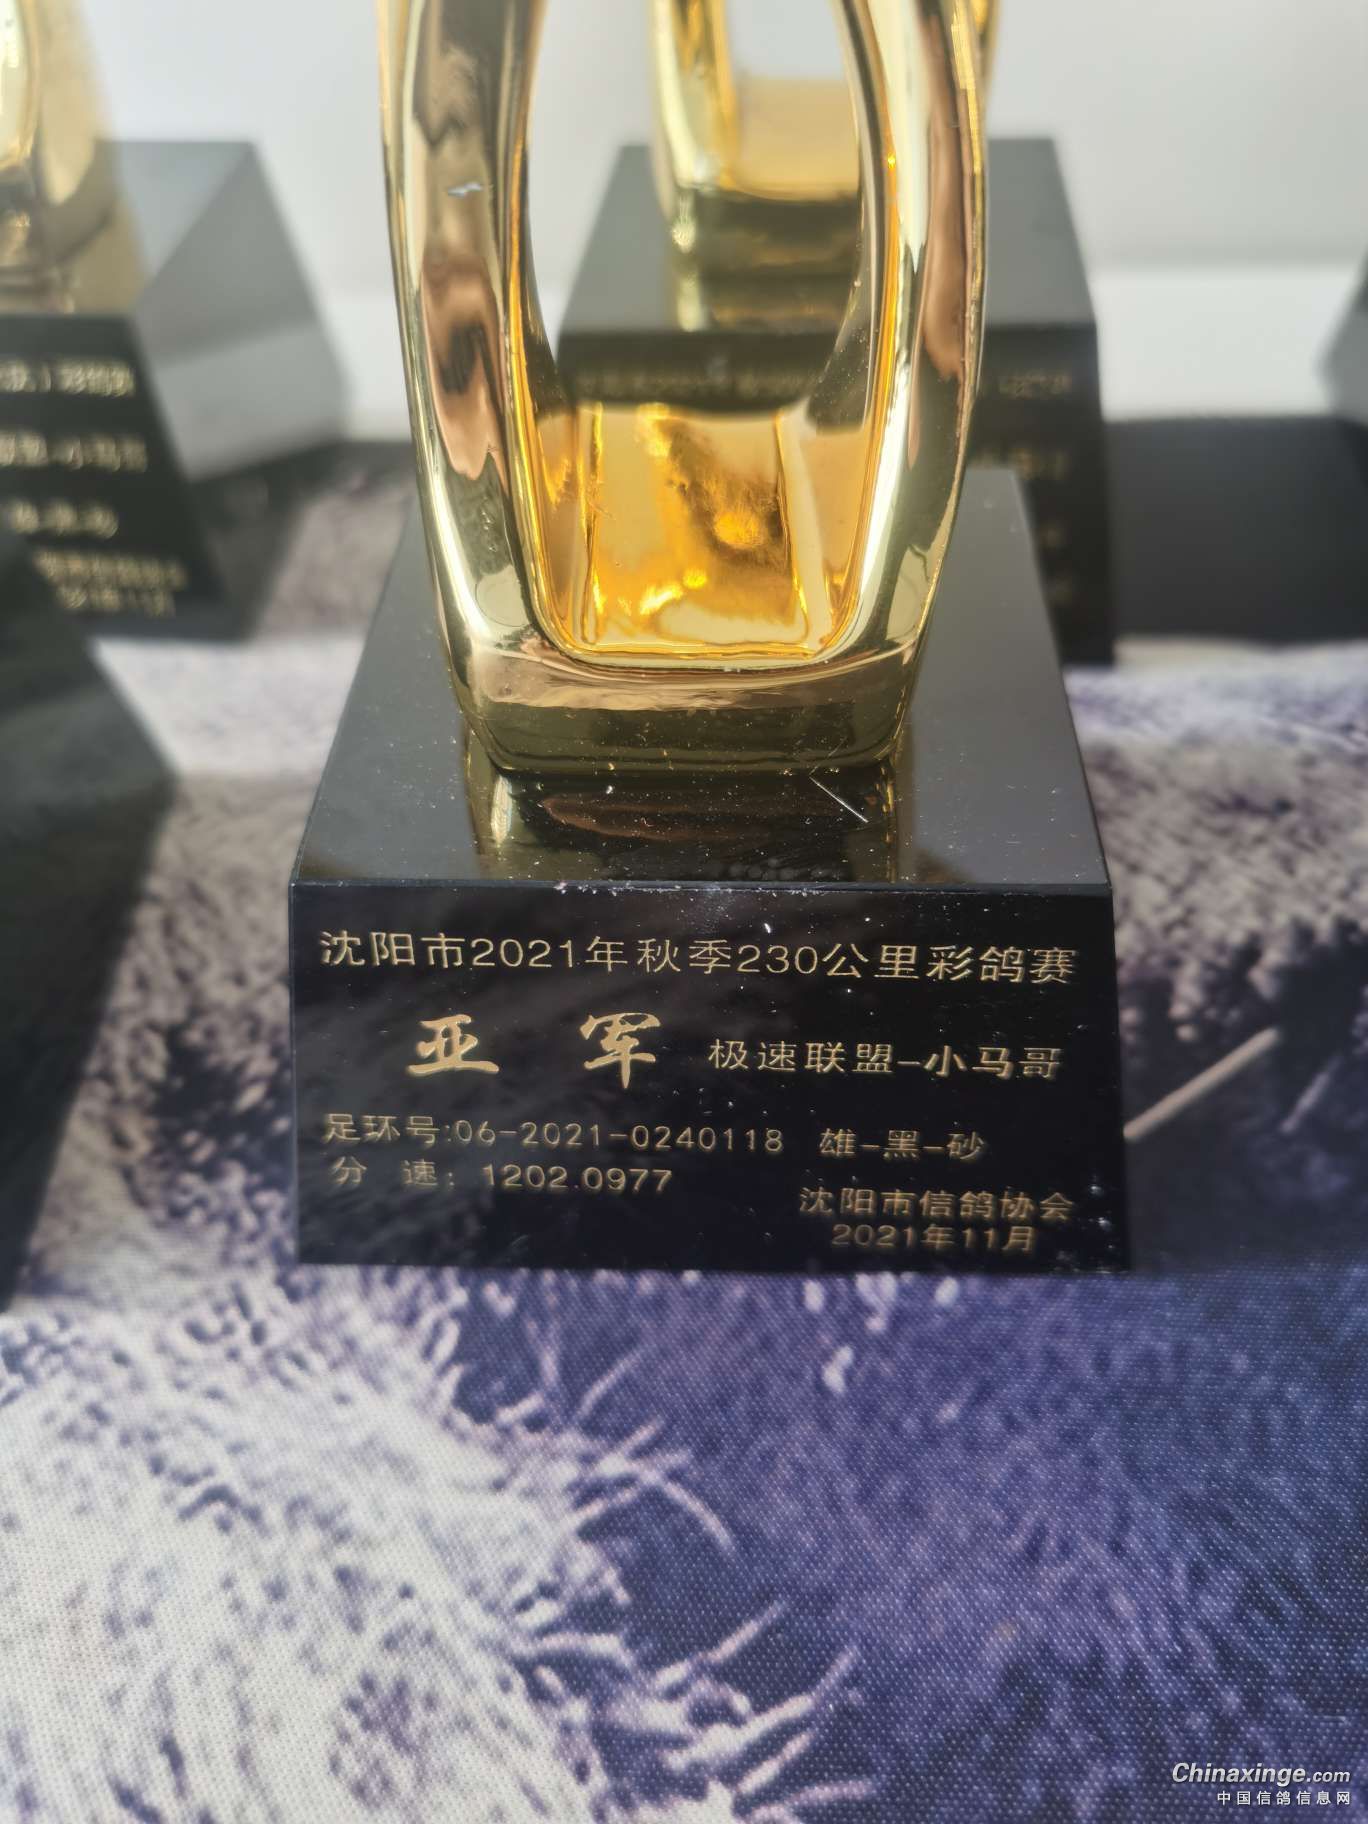 沈阳市2021年秋季230公里彩鸽赛
亚 军 极速联盟-小马哥
足环号:06-2021-0240118 雄-黑-砂
分 速: 1202.0977
沈阳市信鸽协会
2021年11月
小马哥
Chinaxinge.com
中国信鸽信息网